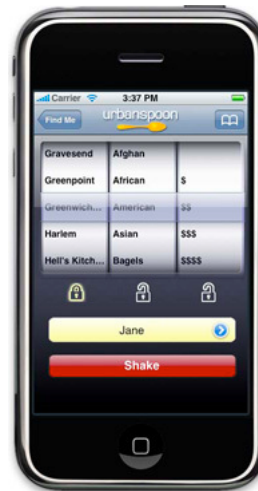 Carrier 3:37 PM
Find Me urbanspoon
Gravesend Afghan
Greenpoint African $
Greenwich... American $$
Harlem Asian $$$
Hell's Kitch... Bagels $$$$
Jane
Shake